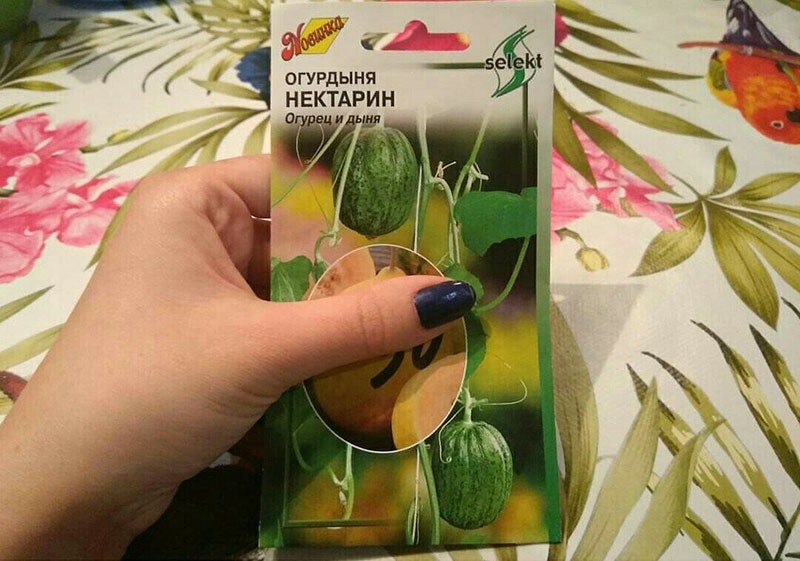 Новинка
selekt
ОГУРДЫНЯ
НЕКТАРИН
Огурец и дыня